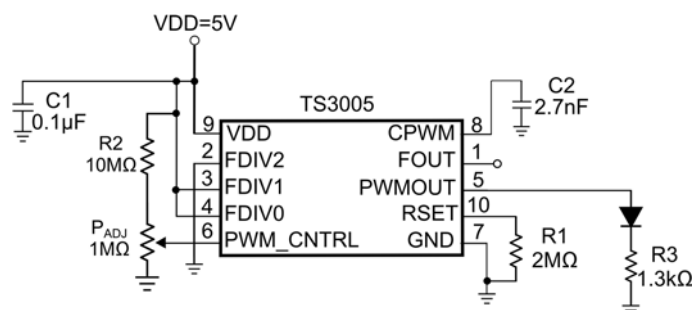 VDD=5V
C1
0.1µF
R2
10MΩ
P_ADJ
1MΩ
TS3005
9 VDD
2 FDIV2
3 FDIV1
4 FDIV0
6 PWM_CNTRL
CPWM 8
FOUT 1
PWMOUT 5
RSET 10
GND 7
C2
2.7nF
R1
2MΩ
R3
1.3kΩ